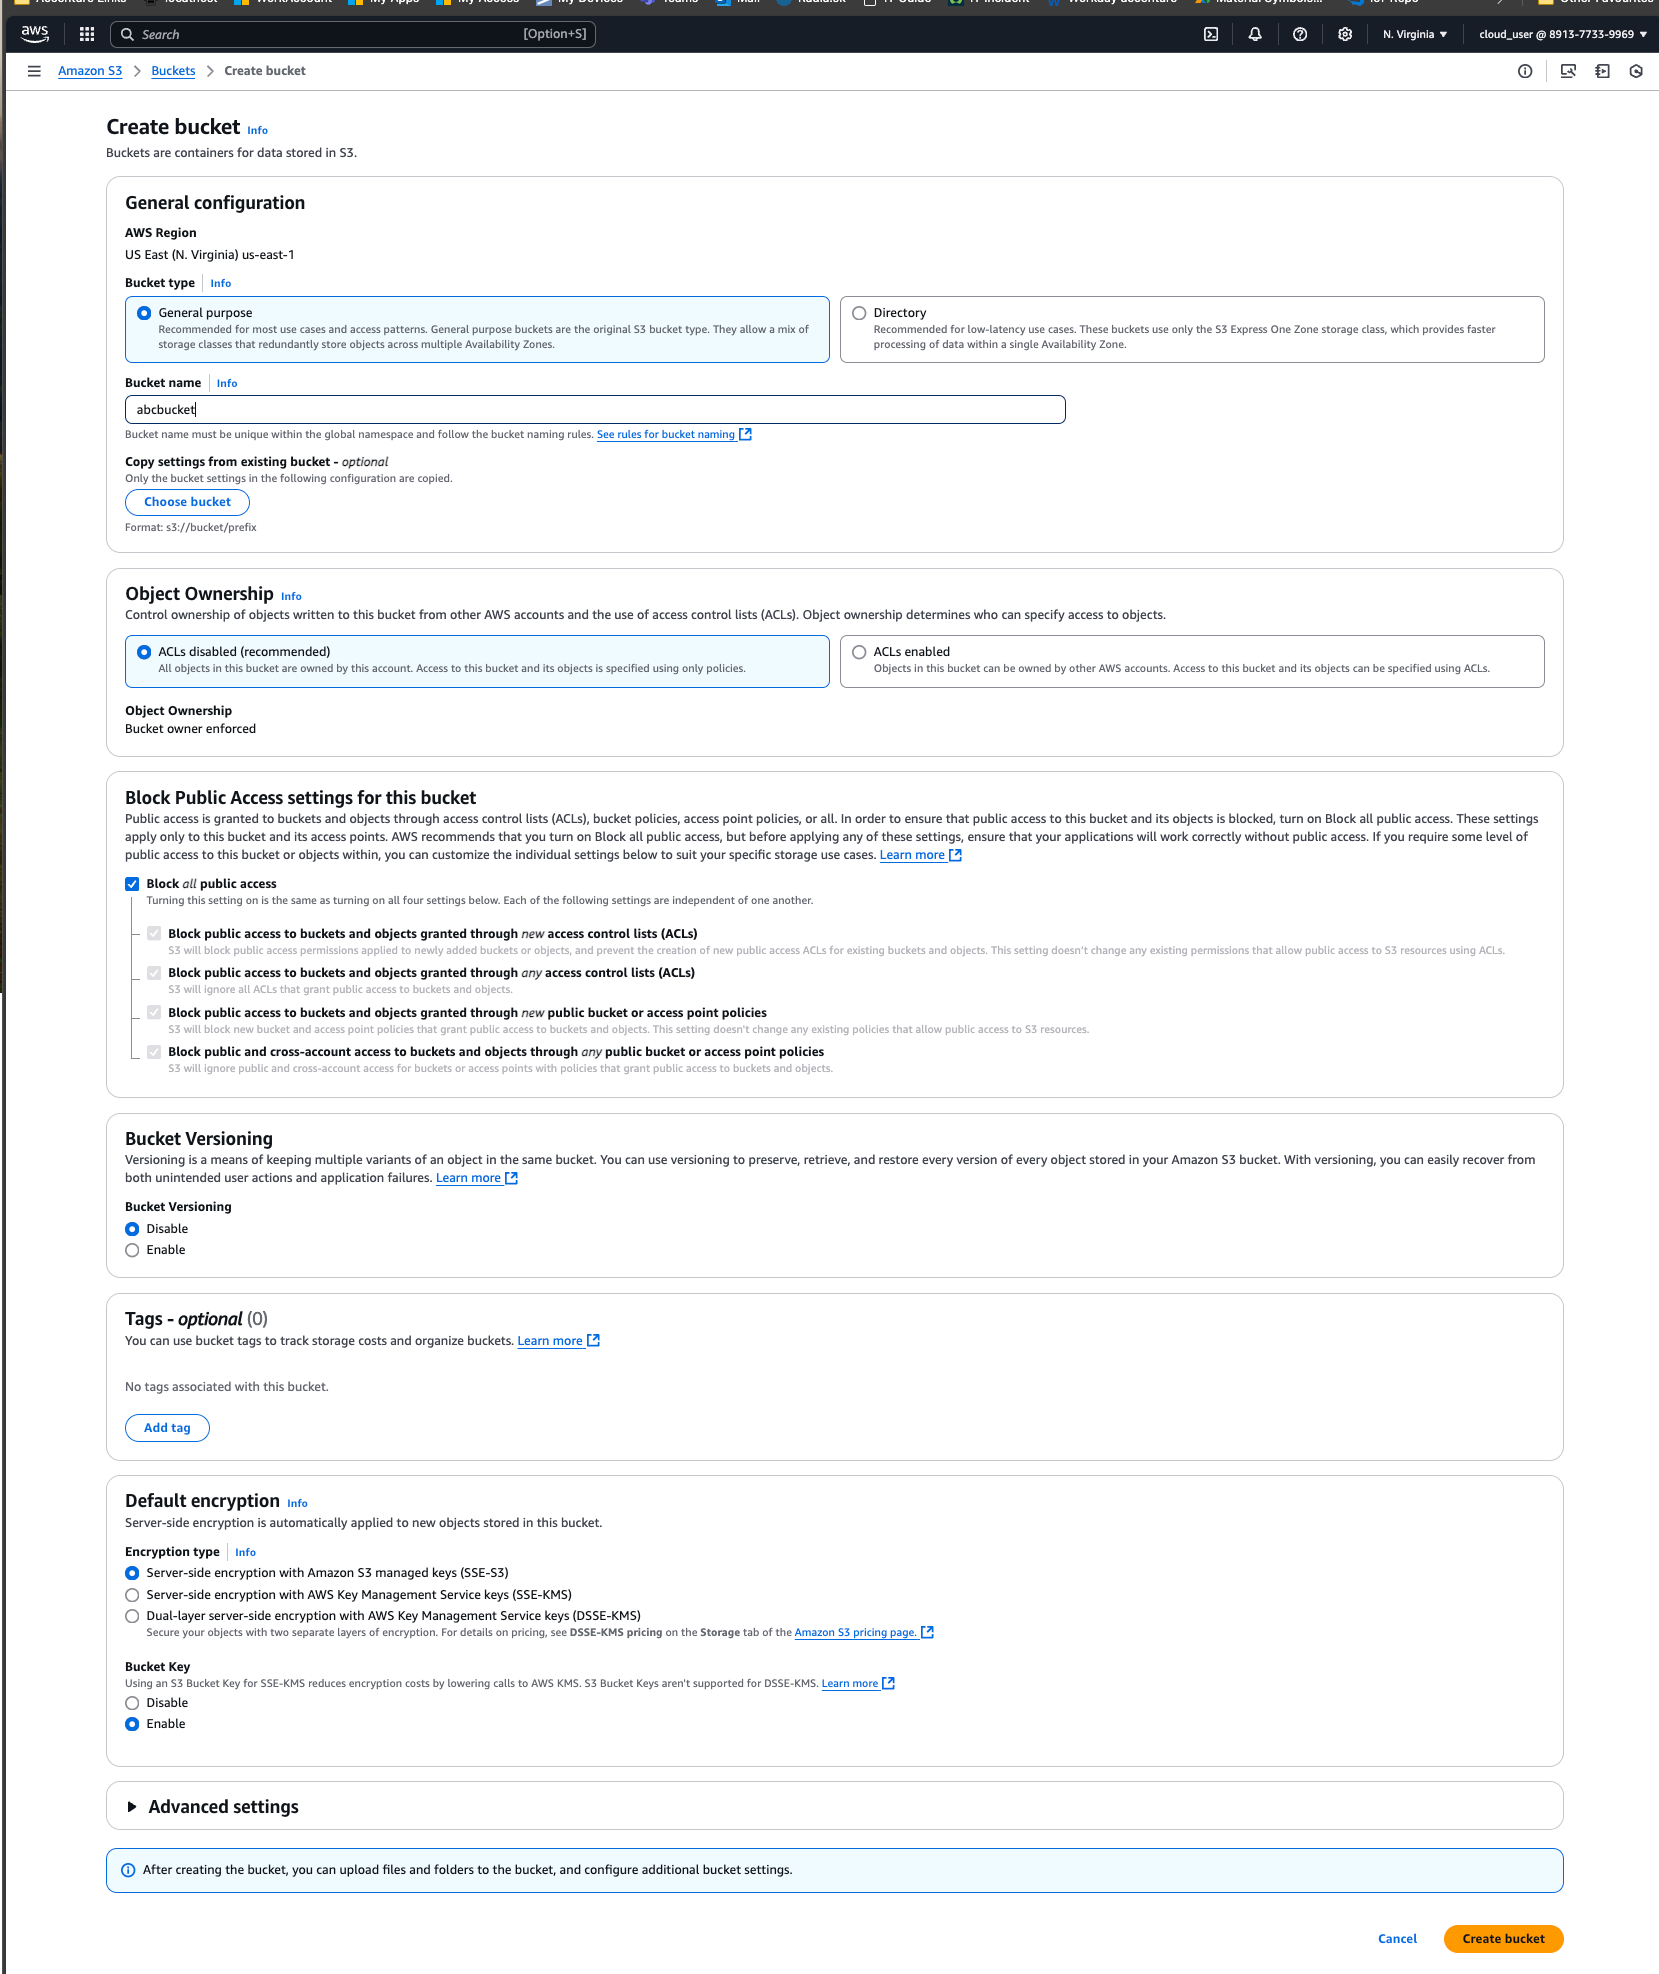 aws
Search [Option+S]
N. Virginia ▼ cloud_user @ 8913-7733-9969 ▼
Amazon S3 > Buckets > Create bucket
Create bucket Info
Buckets are containers for data stored in S3.
General configuration
AWS Region
US East (N. Virginia) us-east-1
Bucket type Info
General purpose
Recommended for most use cases and access patterns. General purpose buckets are the original S3 bucket type. They allow a mix of
storage classes that redundantly store objects across multiple Availability Zones.
Directory
Recommended for low-latency use cases. These buckets use only the S3 Express One Zone storage class, which provides faster
processing of data within a single Availability Zone.
Bucket name Info
abcbucket
Bucket name must be unique within the global namespace and follow the bucket naming rules. See rules for bucket naming
Copy settings from existing bucket - optional
Only the bucket settings in the following configuration are copied.
Choose bucket
Format: s3://bucket/prefix
Object Ownership Info
Control ownership of objects written to this bucket from other AWS accounts and the use of access control lists (ACLs). Object ownership determines who can specify access to objects.
ACLs disabled (recommended)
All objects in this bucket are owned by this account. Access to this bucket and its objects is specified using only policies.
ACLs enabled
Objects in this bucket can be owned by other AWS accounts. Access to this bucket and its objects can be specified using ACLs.
Object Ownership
Bucket owner enforced
Block Public Access settings for this bucket
Public access is granted to buckets and objects through access control lists (ACLs), bucket policies, access point policies, or all. In order to ensure that public access to this bucket and its objects is blocked, turn on Block all public access. These settings
apply only to this bucket and its access points. AWS recommends that you turn on Block all public access, but before applying any of these settings, ensure that your applications will work correctly without public access. If you require some level of
public access to this bucket or objects within, you can customize the individual settings below to suit your specific storage use cases. Learn more
Block all public access
Turning this setting on is the same as turning on all four settings below. Each of the following settings are independent of one another.
Block public access to buckets and objects granted through new access control lists (ACLs)
S3 will block public access permissions applied to newly added buckets or objects, and prevent the creation of new public access ACLs for existing buckets and objects. This setting doesn't change any existing permissions that allow public access to S3 resources using ACLs.
Block public access to buckets and objects granted through any access control lists (ACLs)
S3 will ignore all ACLs that grant public access to buckets and objects.
Block public access to buckets and objects granted through new public bucket or access point policies
S3 will block new bucket and access point policies that grant public access to buckets and objects. This setting doesn't change any existing policies that allow public access to S3 resources.
Block public and cross-account access to buckets and objects through any public bucket or access point policies
S3 will ignore public and cross-account access for buckets or access points with policies that grant public access to buckets and objects.
Bucket Versioning
Versioning is a means of keeping multiple variants of an object in the same bucket. You can use versioning to preserve, retrieve, and restore every version of every object stored in your Amazon S3 bucket. With versioning, you can easily recover from
both unintended user actions and application failures. Learn more
Bucket Versioning
Disable
Enable
Tags - optional (0)
You can use bucket tags to track storage costs and organize buckets. Learn more
No tags associated with this bucket.
Add tag
Default encryption Info
Server-side encryption is automatically applied to new objects stored in this bucket.
Encryption type Info
Server-side encryption with Amazon S3 managed keys (SSE-S3)
Server-side encryption with AWS Key Management Service keys (SSE-KMS)
Dual-layer server-side encryption with AWS Key Management Service keys (DSSE-KMS)
Secure your objects with two separate layers of encryption. For details on pricing, see DSSE-KMS pricing on the Storage tab of the Amazon S3 pricing page.
Bucket Key
Using an S3 Bucket Key for SSE-KMS reduces encryption costs by lowering calls to AWS KMS. S3 Bucket Keys aren't supported for DSSE-KMS. Learn more
Disable
Enable
Advanced settings
After creating the bucket, you can upload files and folders to the bucket, and configure additional bucket settings.
Cancel Create bucket